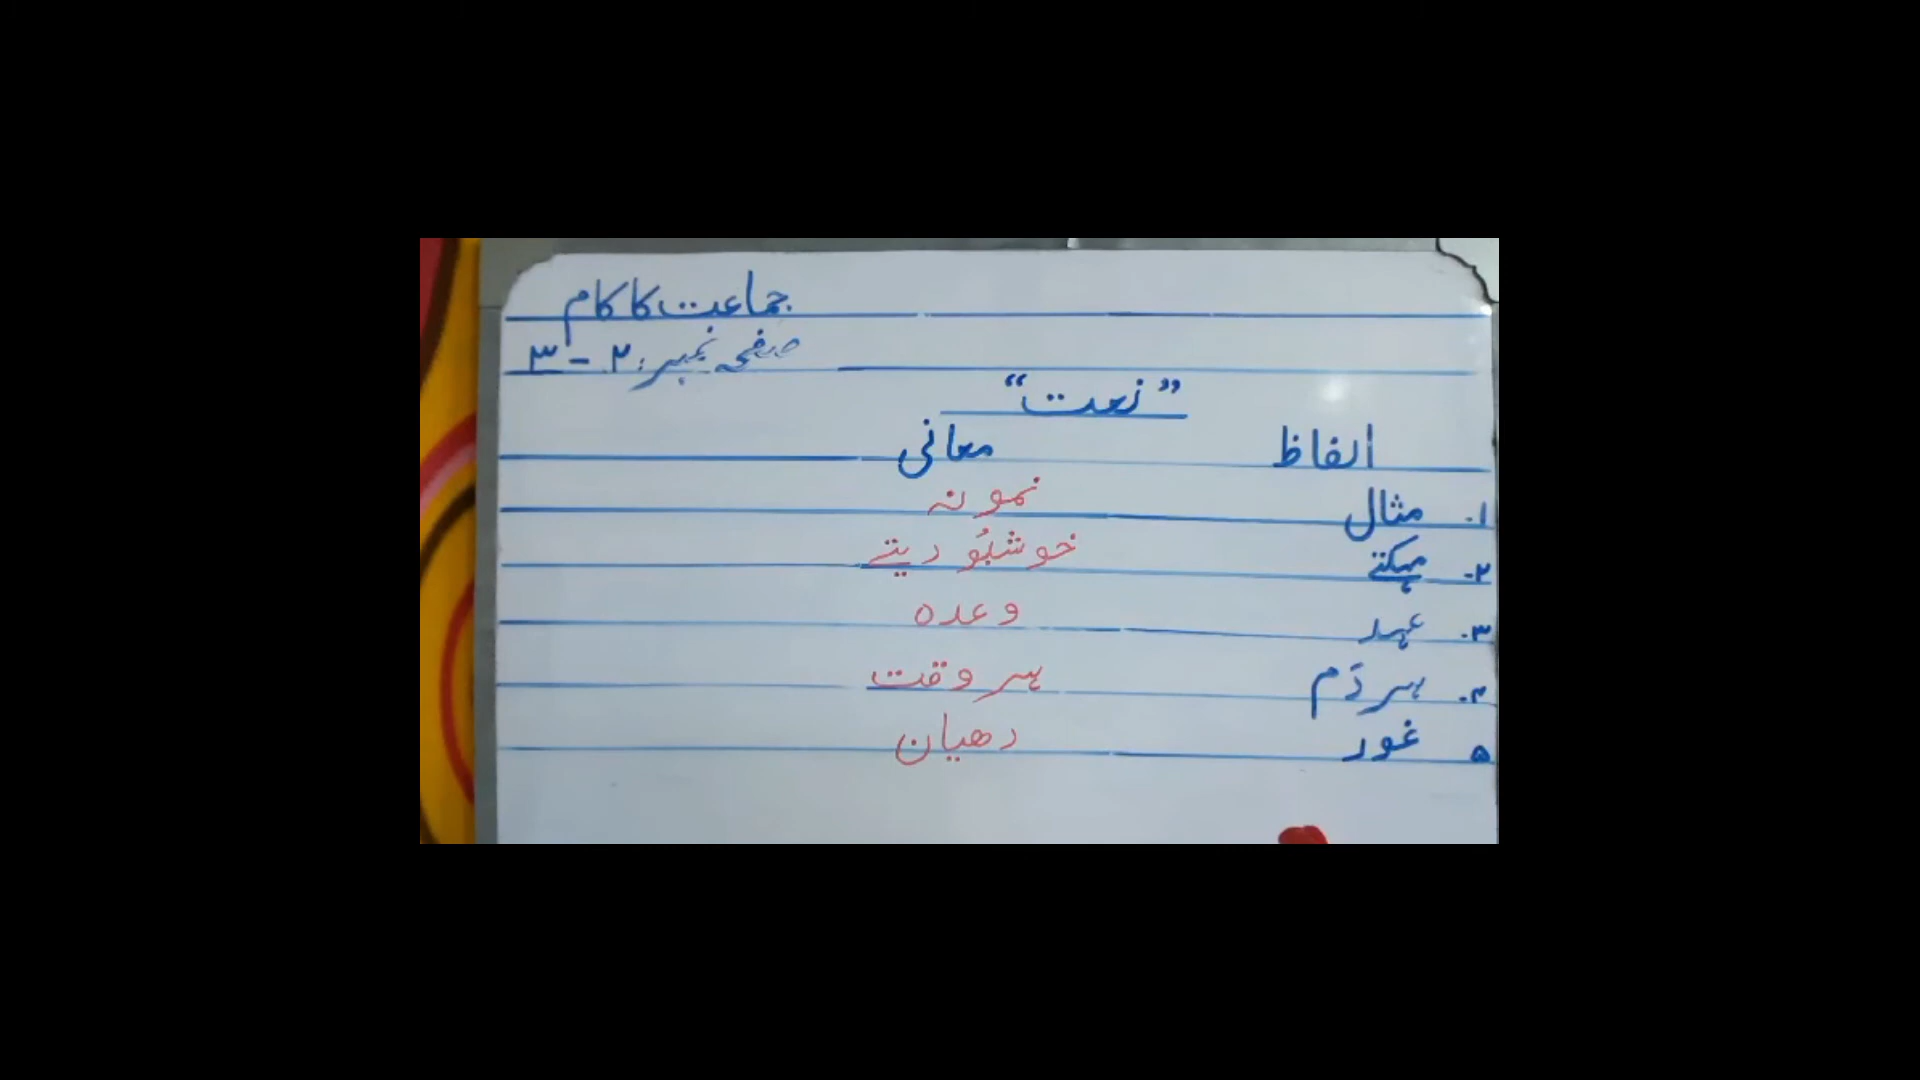 جماعت کا کام
صفحہ نمبر: ۲ - ۳
”نعت“
الفاظ معانی
۱. مثال نمونہ
۲. مہکتے خوشبُو دیتے
۳. عہد وعدہ
۴. ہر دَم ہر وقت
۵ غور دھیان